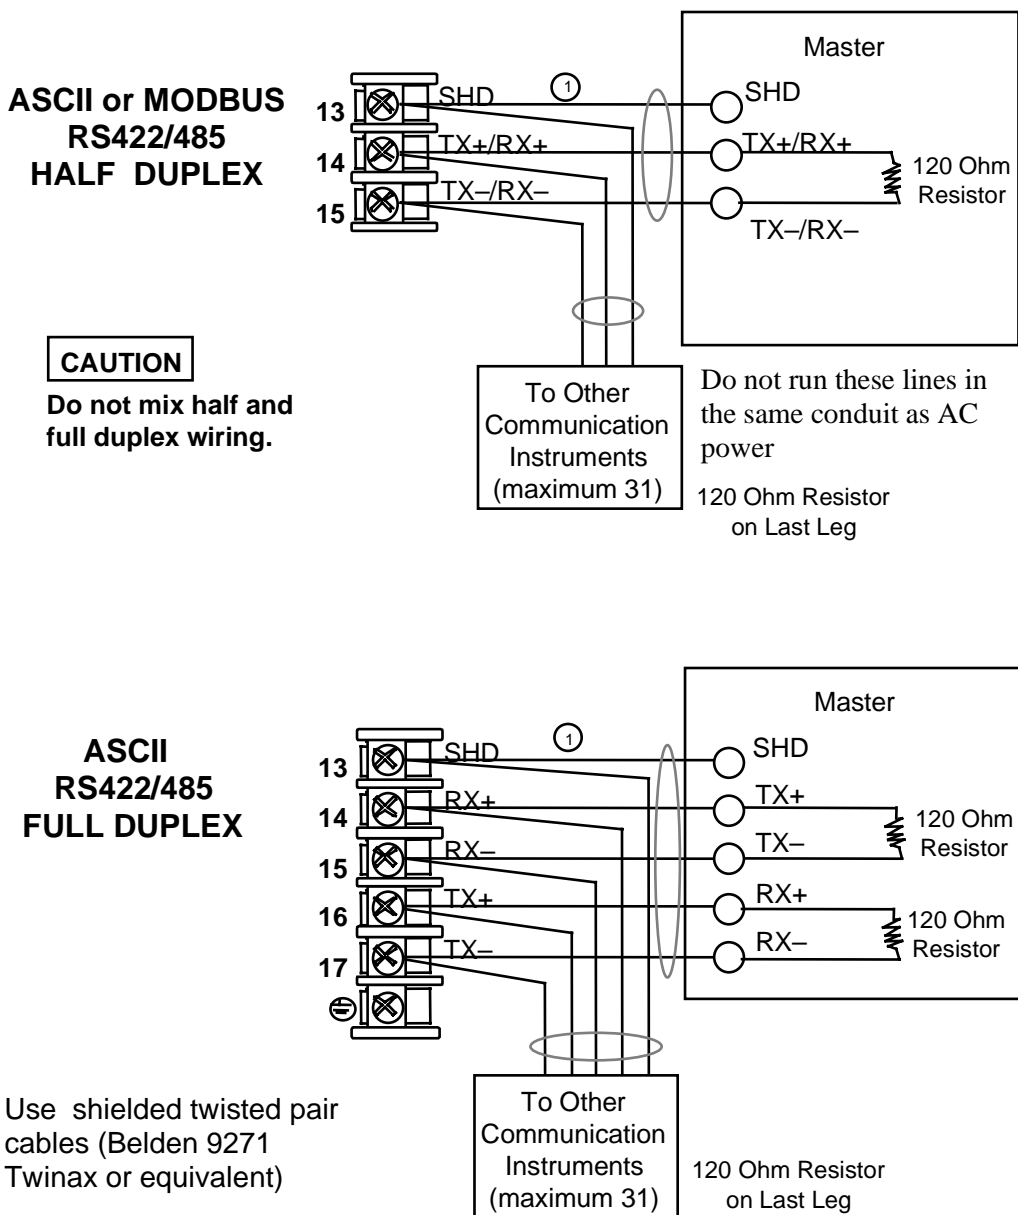 Master
ASCII or MODBUS
RS422/485
HALF  DUPLEX
13
SHD
1
SHD
14
TX+/RX+
TX+/RX+
120 Ohm
Resistor
15
TX–/RX–
TX–/RX–
CAUTION
Do not mix half and
full duplex wiring.
To Other
Communication
Instruments
(maximum 31)
Do not run these lines in
the same conduit as AC
power
120 Ohm Resistor
on Last Leg
Master
ASCII
RS422/485
FULL DUPLEX
13
SHD
1
SHD
14
RX+
TX+
120 Ohm
Resistor
15
RX–
TX–
16
TX+
RX+
120 Ohm
Resistor
17
TX–
RX–
Use  shielded twisted pair
cables (Belden 9271
Twinax or equivalent)
To Other
Communication
Instruments
(maximum 31)
120 Ohm Resistor
on Last Leg